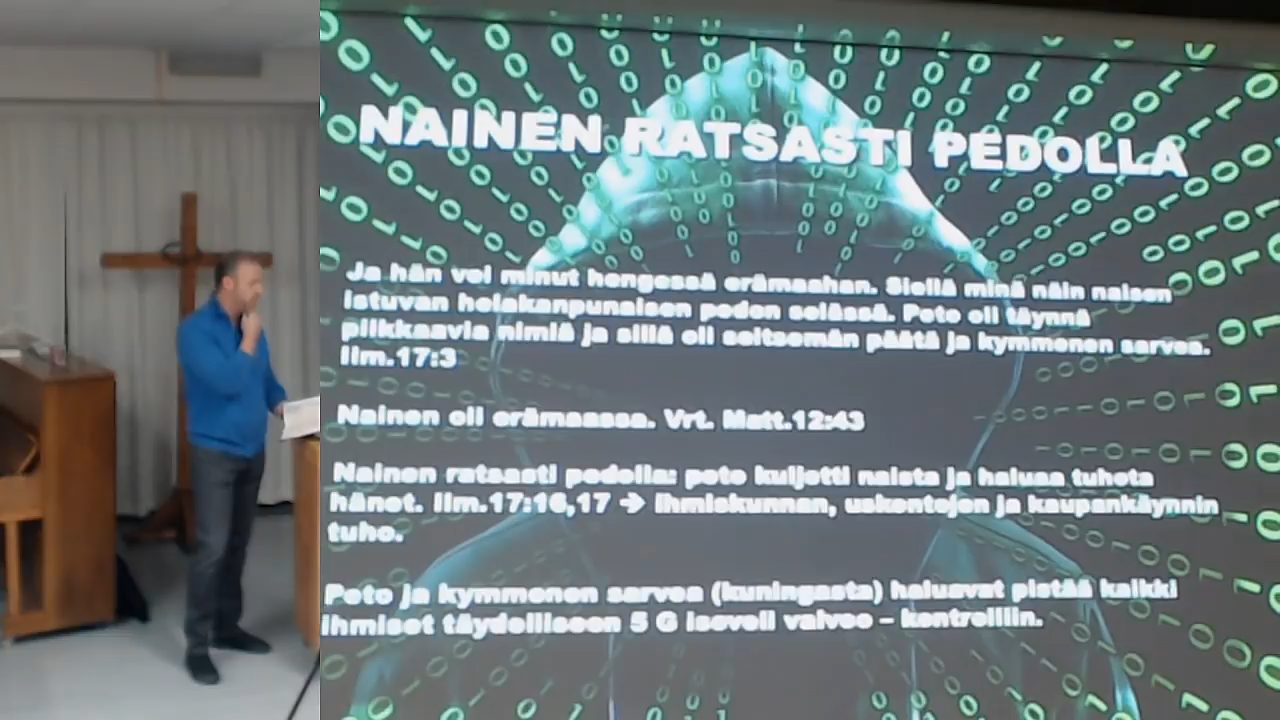 NAINEN RATSASTI PEDOLLA
Ja hän vei minut hengessä erämaahan. Siellä minä näin naisen
istuvan helakanpunaisen pedon selässä. Peto oli täynnä
pilkkaavia nimiä ja sillä oli seitsemän päätä ja kymmenen sarvea.
Ilm.17:3
Nainen oli erämaassa. Vrt. Matt.12:43
Nainen ratsasti pedolla: peto kuljetti naista ja haluaa tuhota
hänet. Ilm.17:16,17 → Ihmiskunnan, uskontojen ja kaupankäynnin
tuho.
Peto ja kymmenen sarvea (kuningasta) haluavat pistää kaikki
ihmiset täydelliseen 5 G isoveli valvoo – kontrolliin.